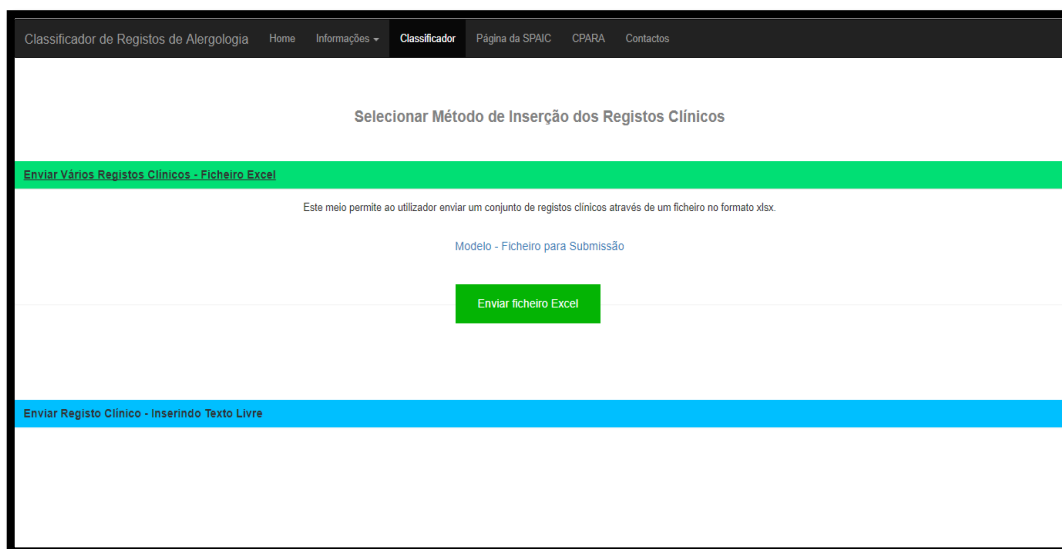 Classificador de Registos de Alergologia Home Informações Classificador Página da SPAIC CPARA Contactos
Selecionar Método de Inserção dos Registos Clínicos
Enviar Vários Registos Clínicos - Ficheiro Excel
Este meio permite ao utilizador enviar um conjunto de registos clínicos através de um ficheiro no formato xlsx.
Modelo - Ficheiro para Submissão
Enviar ficheiro Excel
Enviar Registo Clínico - Inserindo Texto Livre